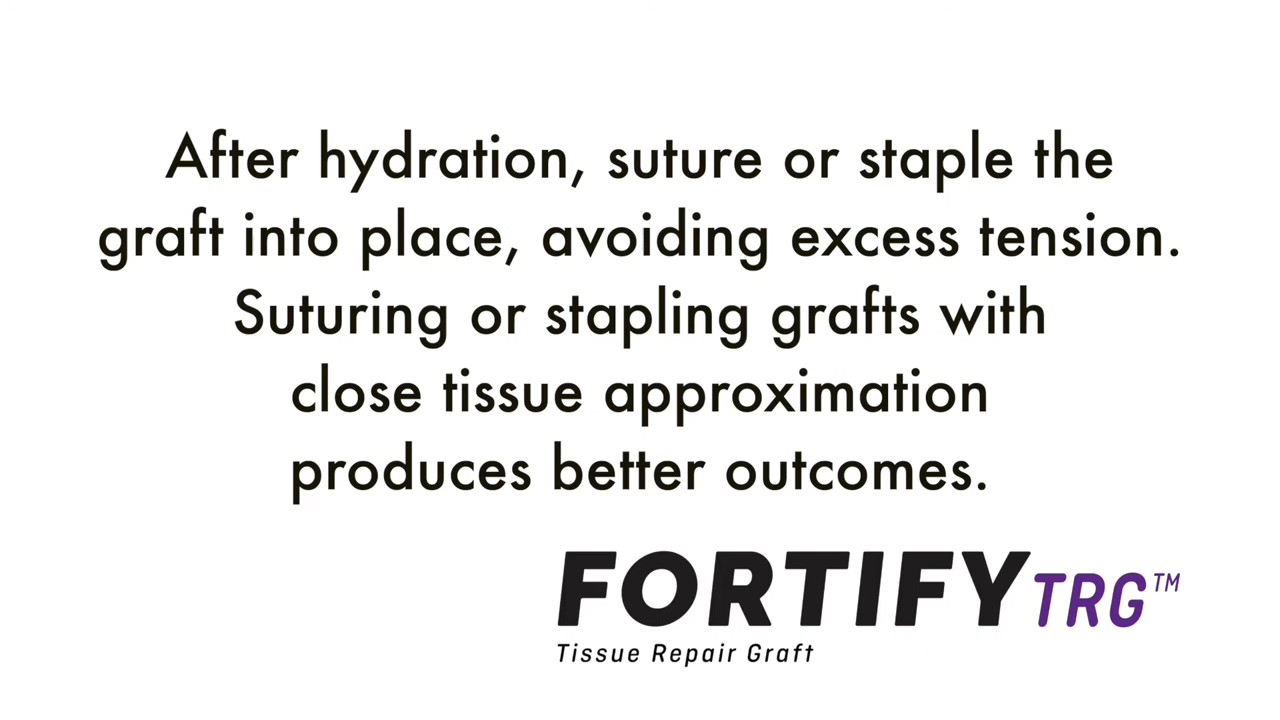 After hydration, suture or staple the
graft into place, avoiding excess tension.
Suturing or stapling grafts with
close tissue approximation
produces better outcomes.
FORTIFY TRG™
Tissue Repair Graft